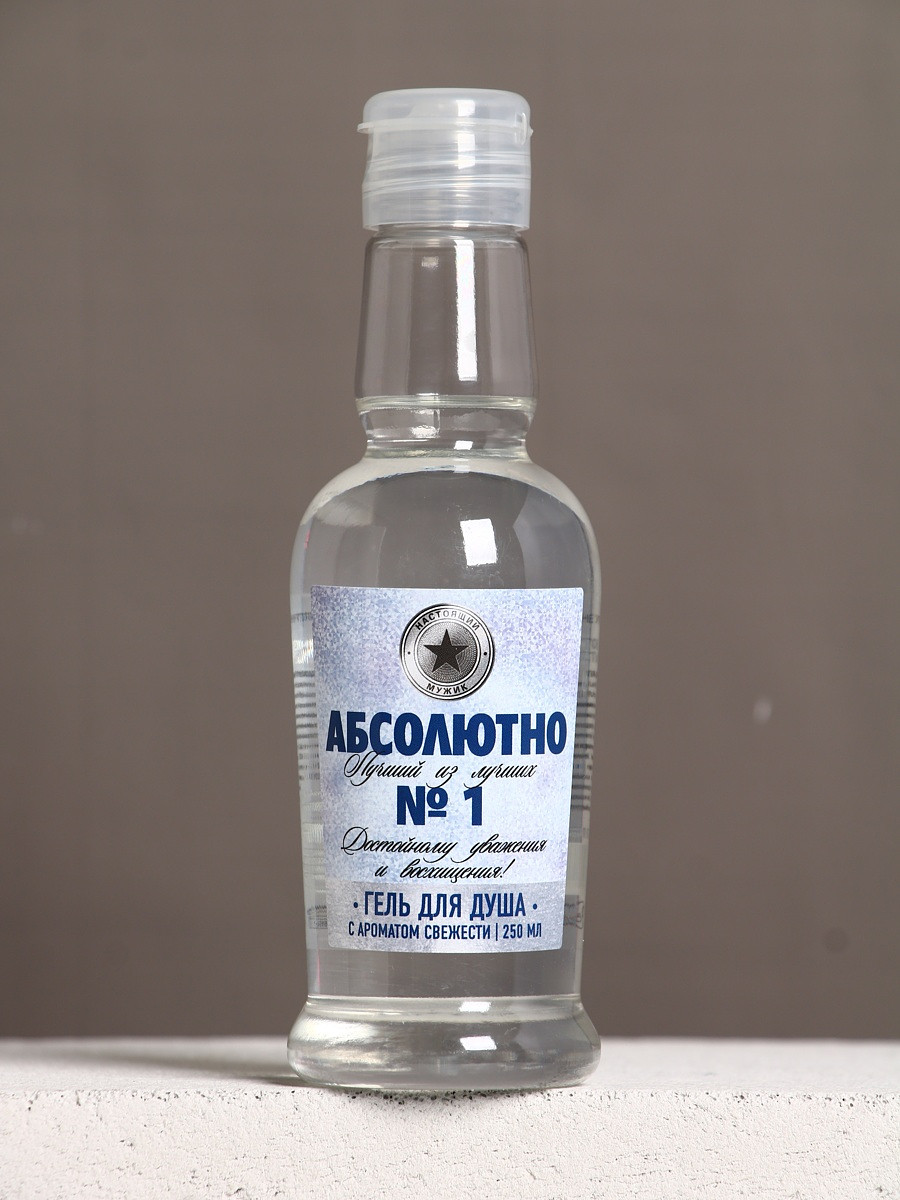 НАСТОЯЩИЙ
МУЖИК
АБСОЛЮТНО
Лучший из лучших
№ 1
Достойному уважения
и восхищения!
· ГЕЛЬ ДЛЯ ДУША ·
С АРОМАТОМ СВЕЖЕСТИ | 250 МЛ